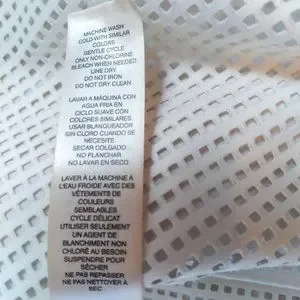 MACHINE WASH
COLD-WITH SIMILAR
COLORS
GENTLE CYCLE
ONLY NON-CHLORINE
BLEACH WHEN NEEDED
LINE DRY
DO NOT IRON
DO NOT DRY CLEAN
LAVAR A MÁQUINA CON
AGUA FRIA EN
CICLO SUAVE CON
COLORES SIMILARES.
USAR BLANQUEADOR
SIN CLORO CUANDO SE
NECESITE
SECAR COLGADO
NO PLANCHAR
NO LAVAR EN SECO
LAVER À LA MACHINE À
L'EAU FROIDE AVEC DES
VÊTEMENTS DE
COULEURS
SEMBLABLES
CYCLE DÉLICAT
UTILISER SEULEMENT
UN AGENT DE
BLANCHIMENT NON
CHLORÉ AU BESOIN
SUSPENDRE POUR
SÉCHER
NE PAS REPASSER
NE PAS NETTOYER À
SEC